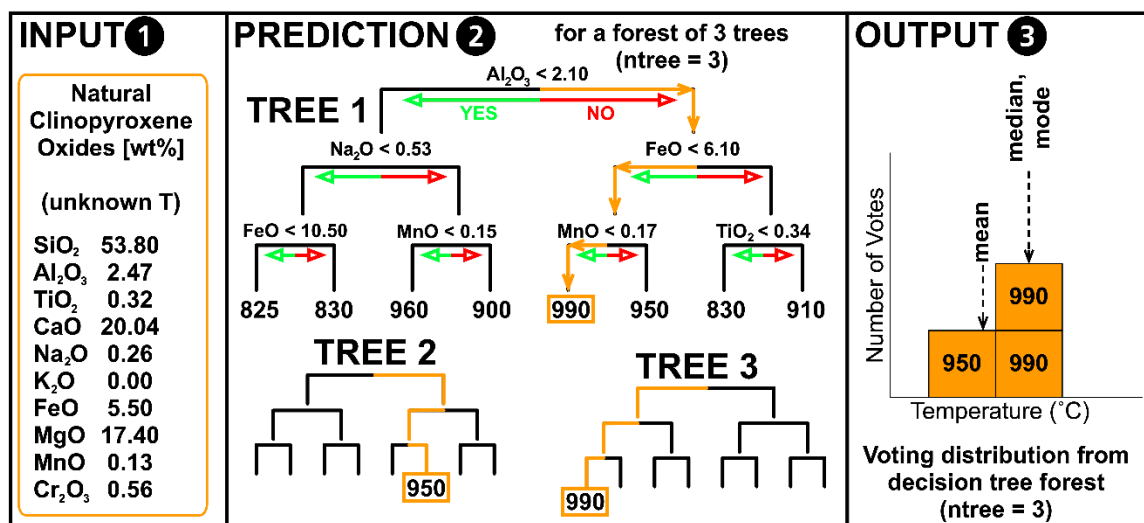 INPUT 1
Natural
Clinopyroxene
Oxides [wt%]
(unknown T)
SiO₂ 53.80
Al₂O₃ 2.47
TiO₂ 0.32
CaO 20.04
Na₂O 0.26
K₂O 0.00
FeO 5.50
MgO 17.40
MnO 0.13
Cr₂O₃ 0.56
PREDICTION 2
for a forest of 3 trees
(ntree = 3)
TREE 1
Al₂O₃ < 2.10
YES NO
Na₂O < 0.53 FeO < 6.10
FeO < 10.50 MnO < 0.15 MnO < 0.17 TiO₂ < 0.34
825 830 960 900 990 950 830 910
TREE 2 TREE 3
950
990
OUTPUT 3
median,
mode
mean
Number of Votes
990
950 990
Temperature (˚C)
Voting distribution from
decision tree forest
(ntree = 3)